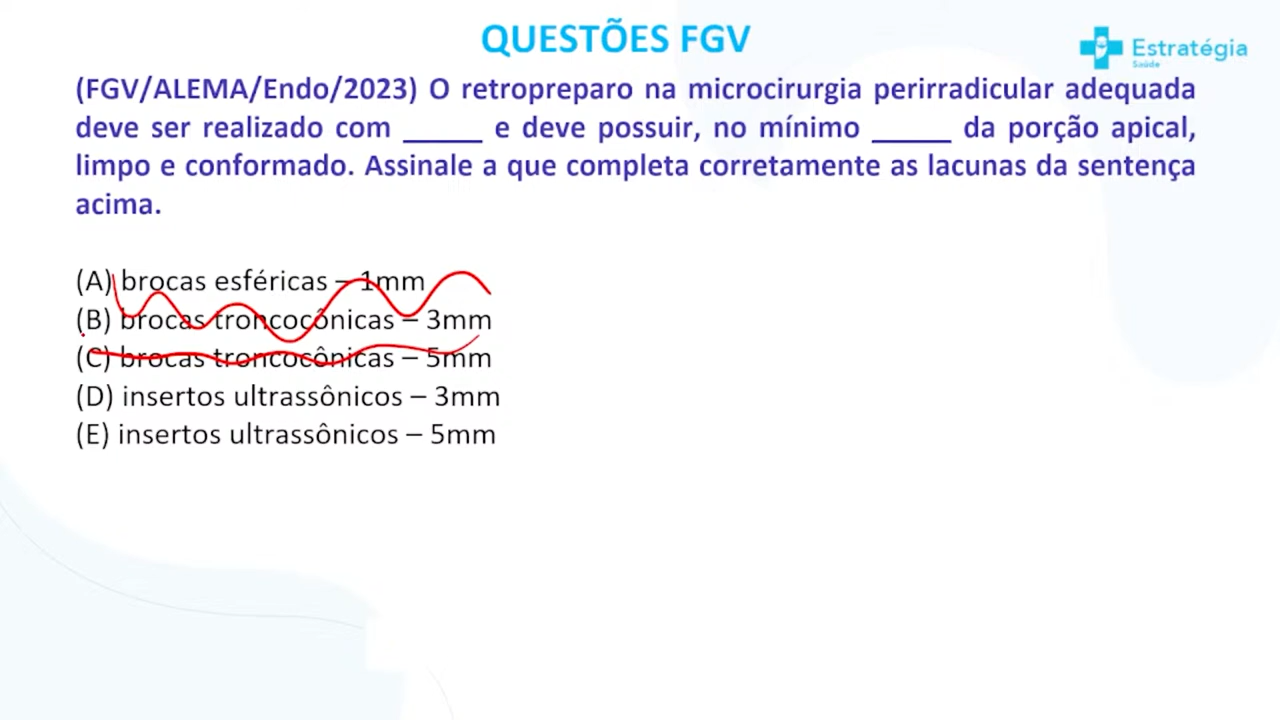 QUESTÕES FGV
Estratégia
Saúde
(FGV/ALEMA/Endo/2023) O retropreparo na microcirurgia perirradicular adequada
deve ser realizado com _____ e deve possuir, no mínimo _____ da porção apical,
limpo e conformado. Assinale a que completa corretamente as lacunas da sentença
acima.
(A) brocas esféricas – 1mm
(B) brocas troncocônicas – 3mm
(C) brocas troncocônicas – 5mm
(D) insertos ultrassônicos – 3mm
(E) insertos ultrassônicos – 5mm